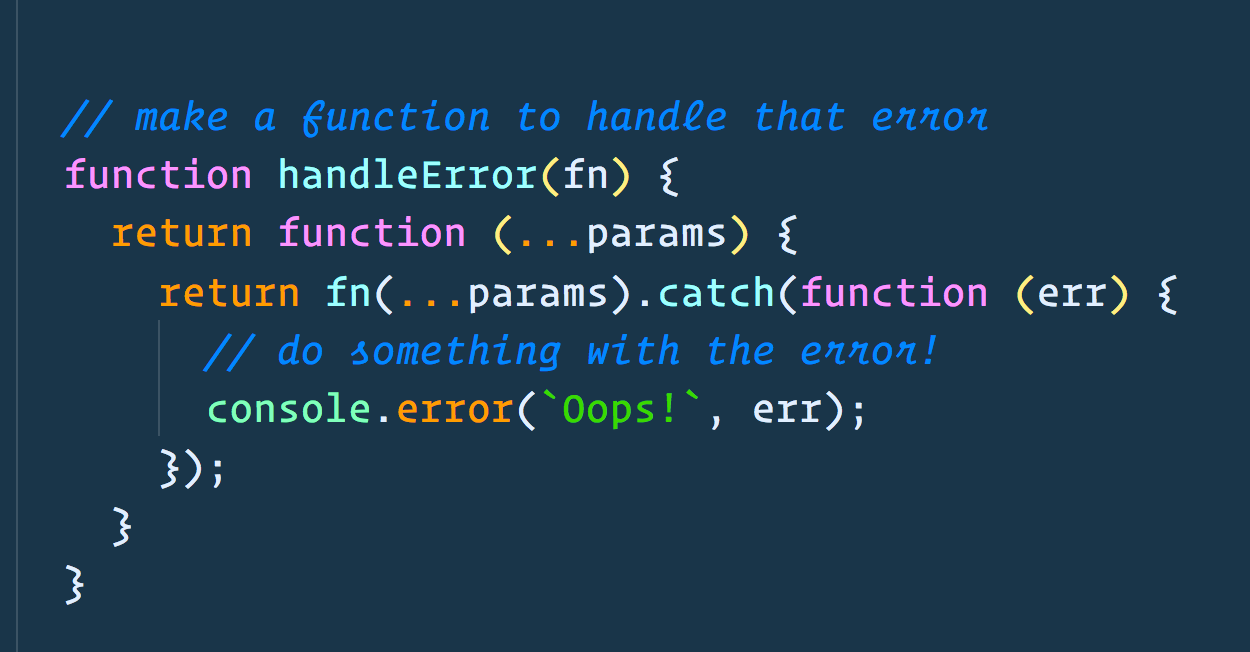 // make a function to handle that error
function handleError(fn) {
  return function (...params) {
    return fn(...params).catch(function (err) {
      // do something with the error!
      console.error(`Oops!`, err);
    });
  }
}